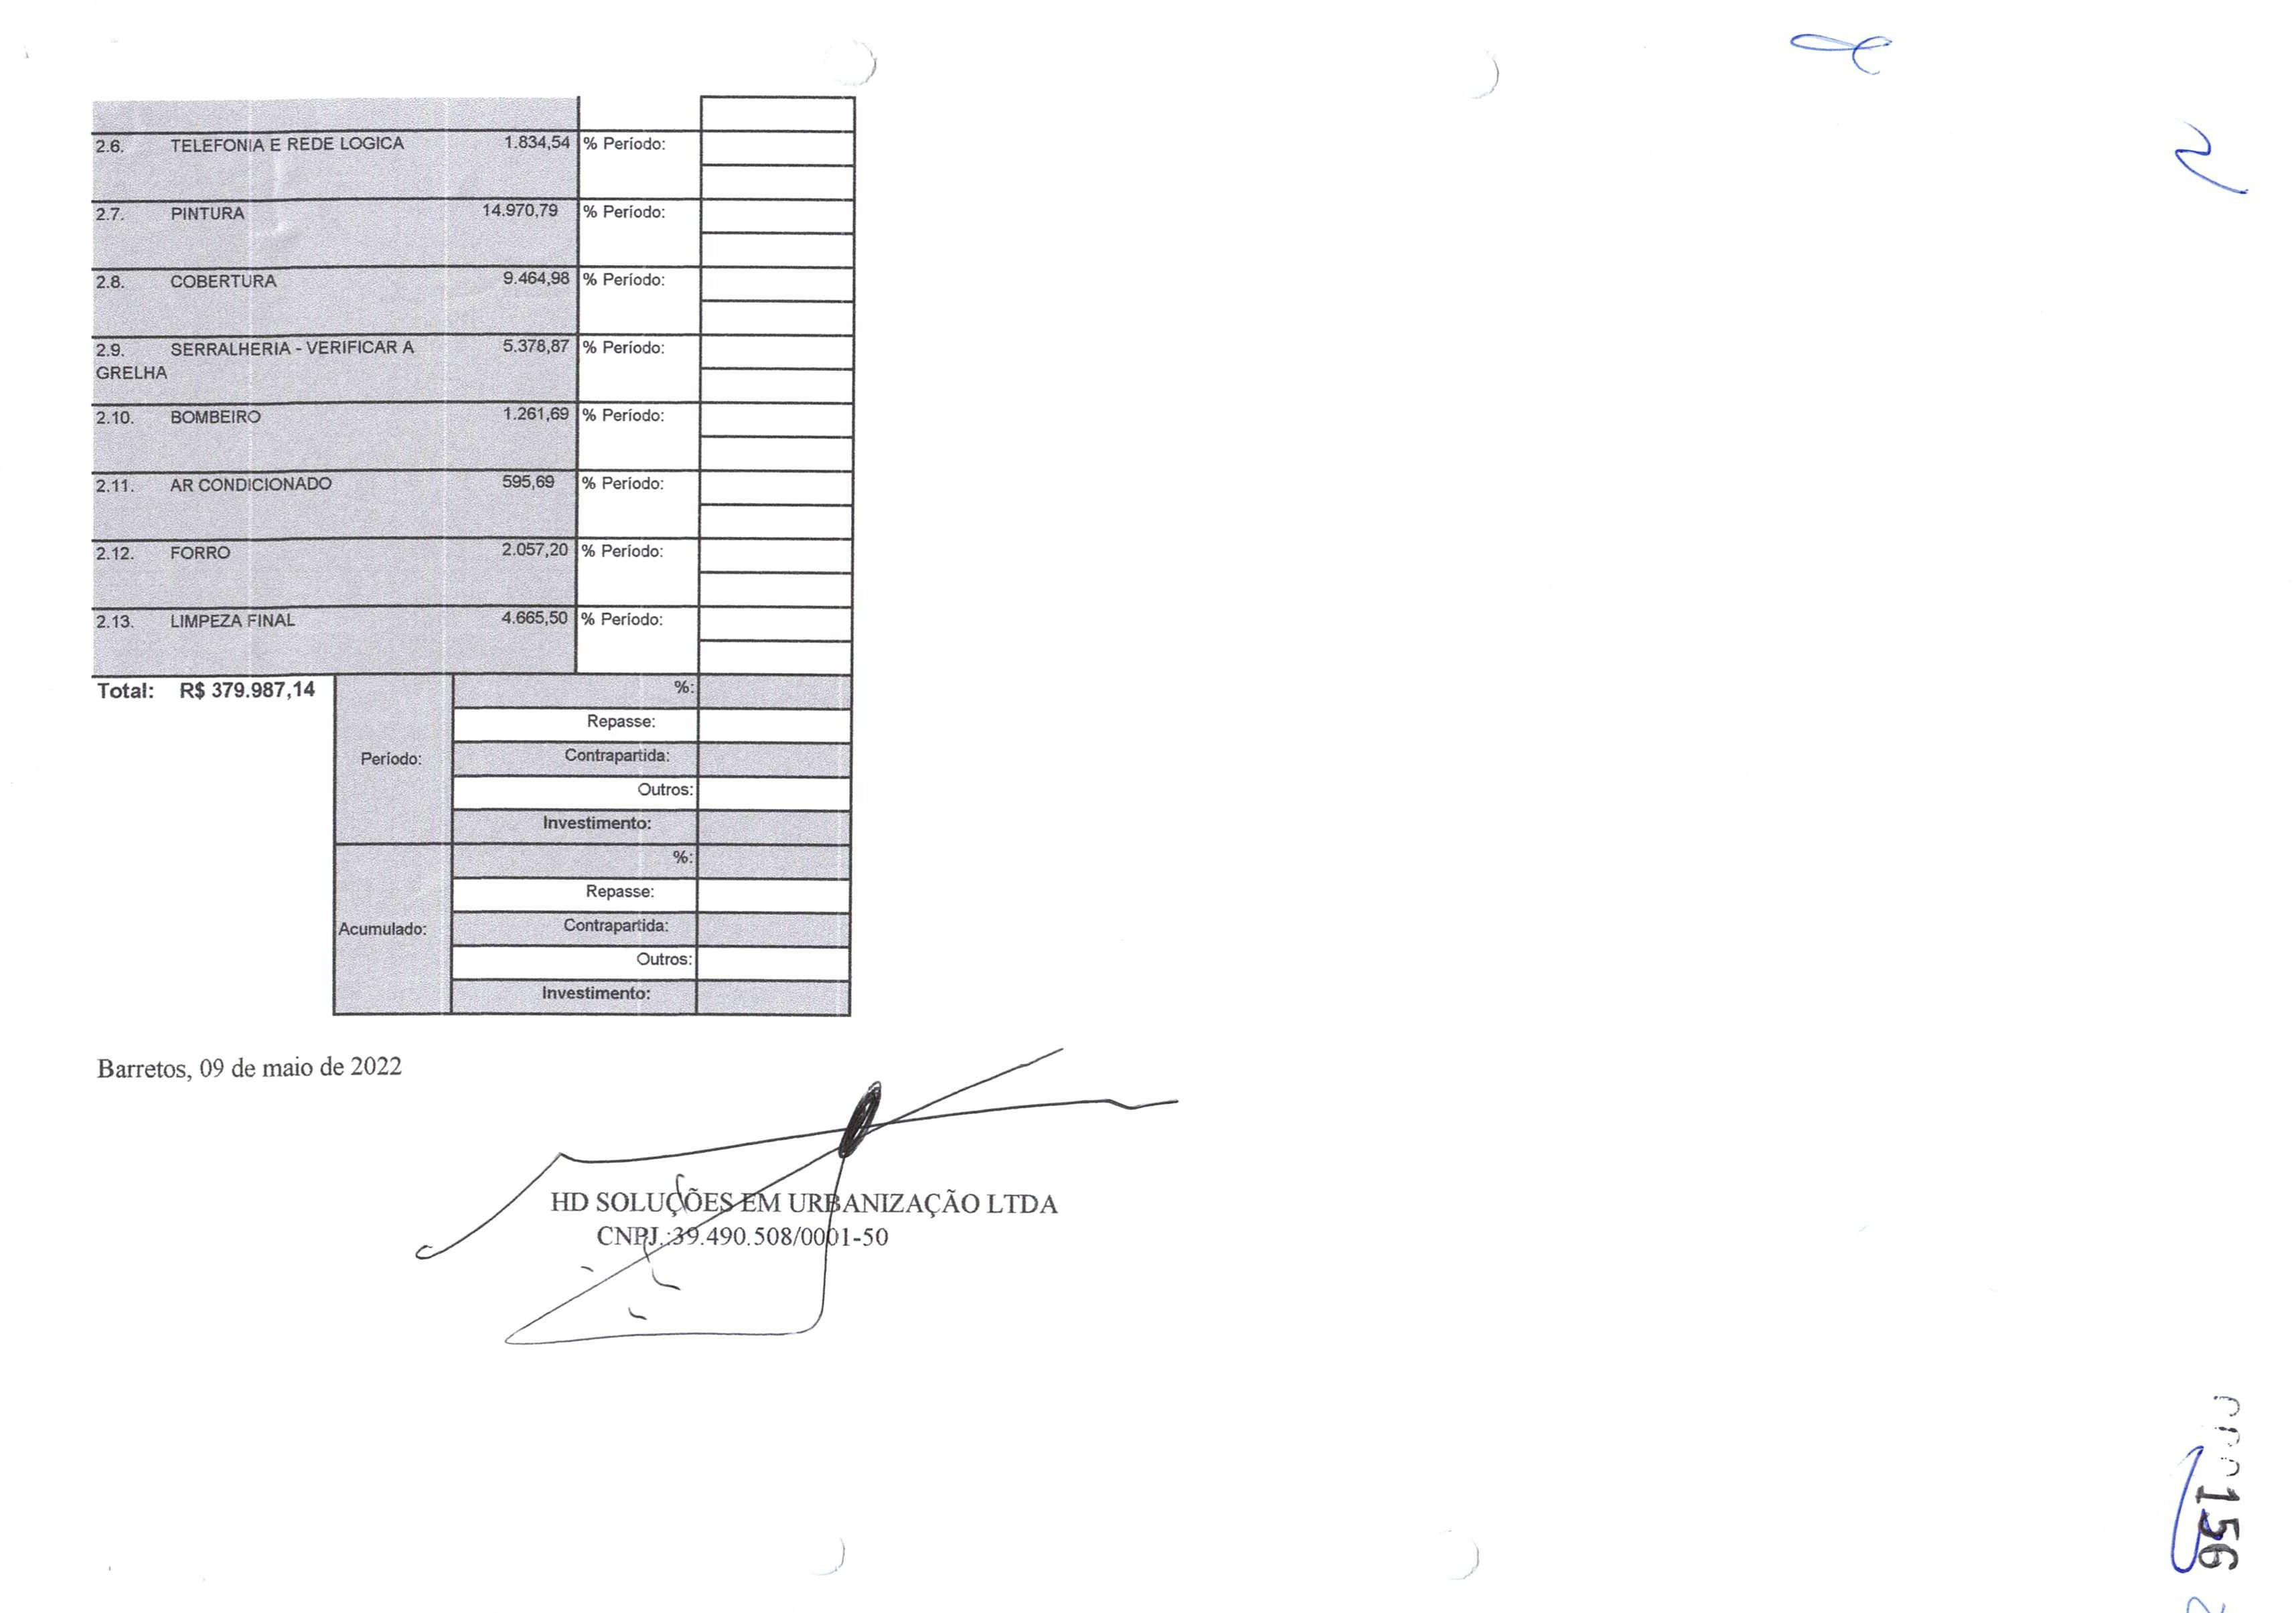 2.6. TELEFONIA E REDE LOGICA 1.834,54 % Período:
2.7. PINTURA 14.970,79 % Período:
2.8. COBERTURA 9.464,98 % Período:
2.9. SERRALHERIA - VERIFICAR A 5.378,87 % Período:
GRELHA
2.10. BOMBEIRO 1.261,69 % Período:
2.11. AR CONDICIONADO 595,69 % Período:
2.12. FORRO 2.057,20 % Período:
2.13. LIMPEZA FINAL 4.665,50 % Período:
Total: R$ 379.987,14
%:
Repasse:
Período:
Contrapartida:
Outros:
Investimento:
%:
Repasse:
Acumulado:
Contrapartida:
Outros:
Investimento:
Barretos, 09 de maio de 2022
HD SOLUÇÕES EM URBANIZAÇÃO LTDA
CNPJ.:39.490.508/0001-50
156